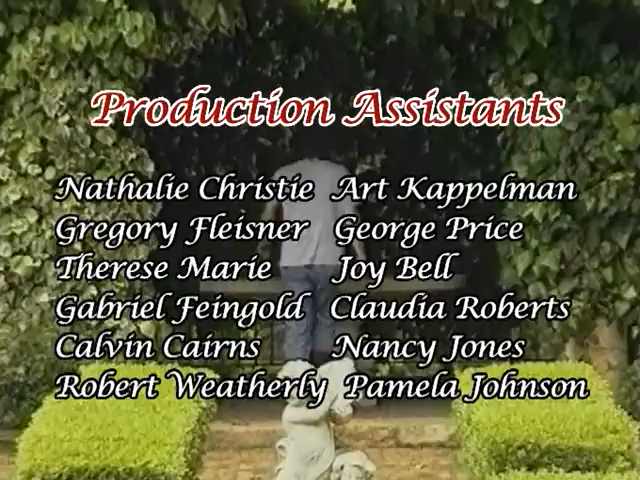 Production Assistants
Nathalie Christie Art Kappelman
Gregory Fleisner George Price
Therese Marie Joy Bell
Gabriel Feingold Claudia Roberts
Calvin Cairns Nancy Jones
Robert Weatherly Pamela Johnson